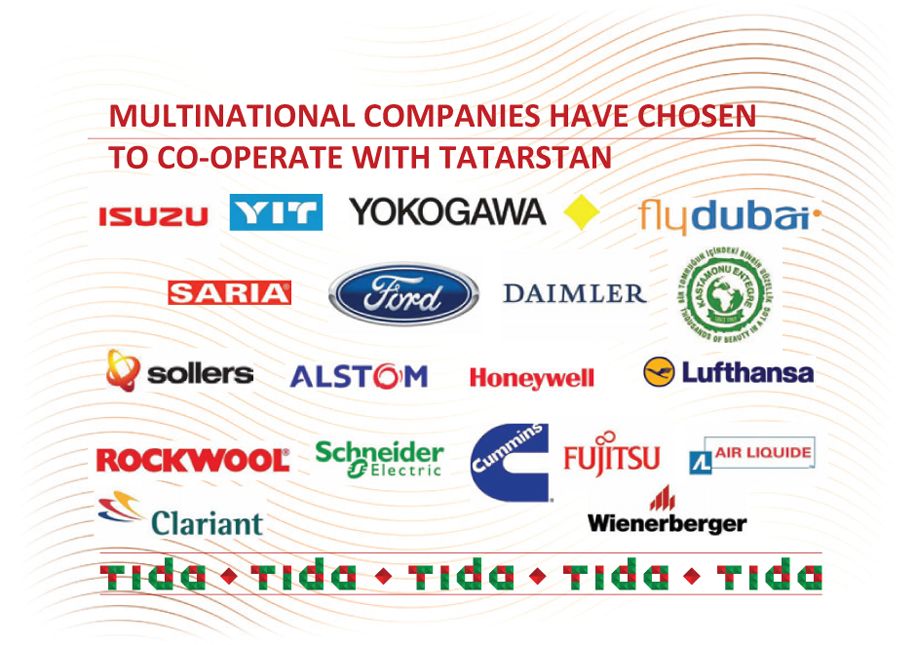 MULTINATIONAL COMPANIES HAVE CHOSEN
TO CO-OPERATE WITH TATARSTAN
ISUZU YIT YOKOGAWA flydubai
SARIA® Ford DAIMLER
BİR TOMRUĞUN İÇİNDEKİ BİNBİR GÜZELLİK
KASTAMONU ENTEGRE
SINCE 1969
THOUSANDS OF BEAUTY IN A LOG
sollers ALSTOM Honeywell Lufthansa
ROCKWOOL® Schneider Electric Cummins FUJITSU AIR LIQUIDE
Clariant Wienerberger
TIDA TIDA TIDA TIDA TIDA